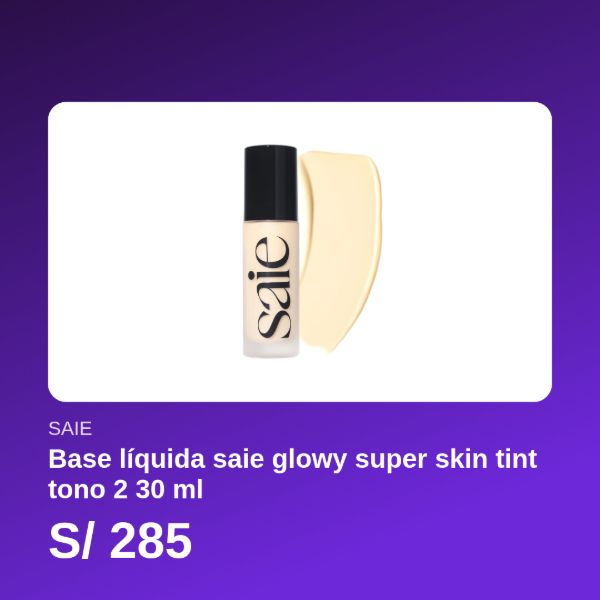 saie
SAIE
Base líquida saie glowy super skin tint
tono 2 30 ml
S/ 285